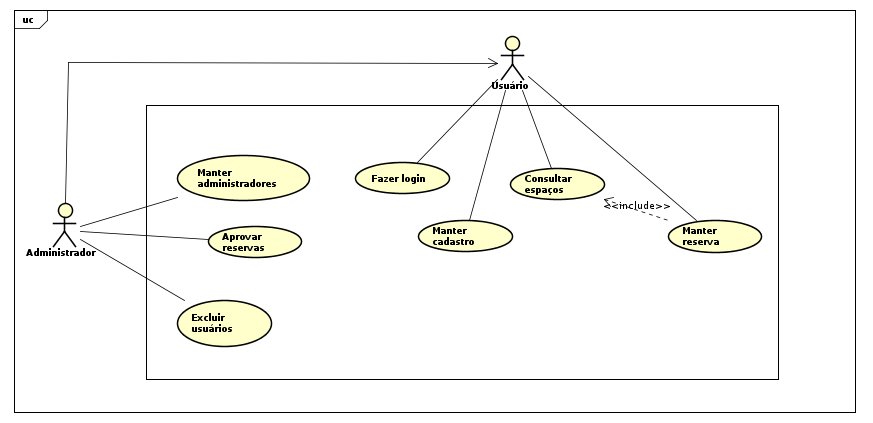 uc
Usuário
Manter
administradores
Fazer login
Consultar
espaços
<<include>>
Aprovar
reservas
Manter
cadastro
Manter
reserva
Administrador
Excluir
usuários